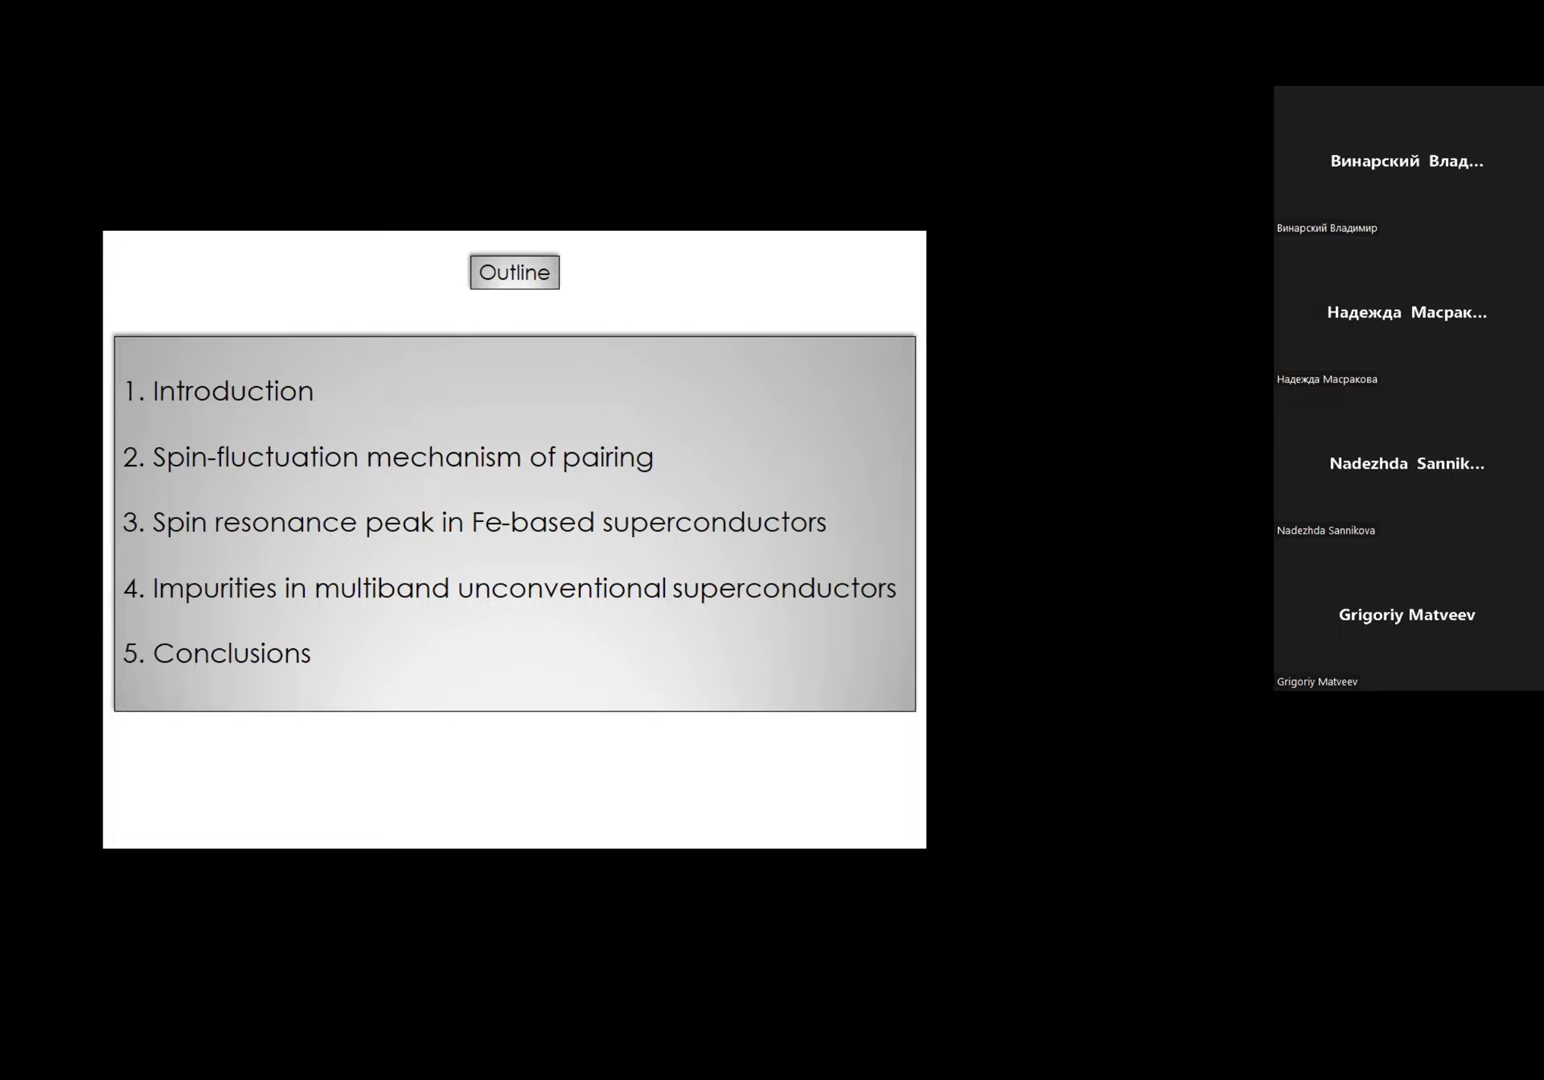 Outline
1. Introduction
2. Spin-fluctuation mechanism of pairing
3. Spin resonance peak in Fe-based superconductors
4. Impurities in multiband unconventional superconductors
5. Conclusions
Винарский Влад...
Винарский Владимир
Надежда Масрак...
Надежда Масракова
Nadezhda Sannik...
Nadezhda Sannikova
Grigoriy Matveev
Grigoriy Matveev